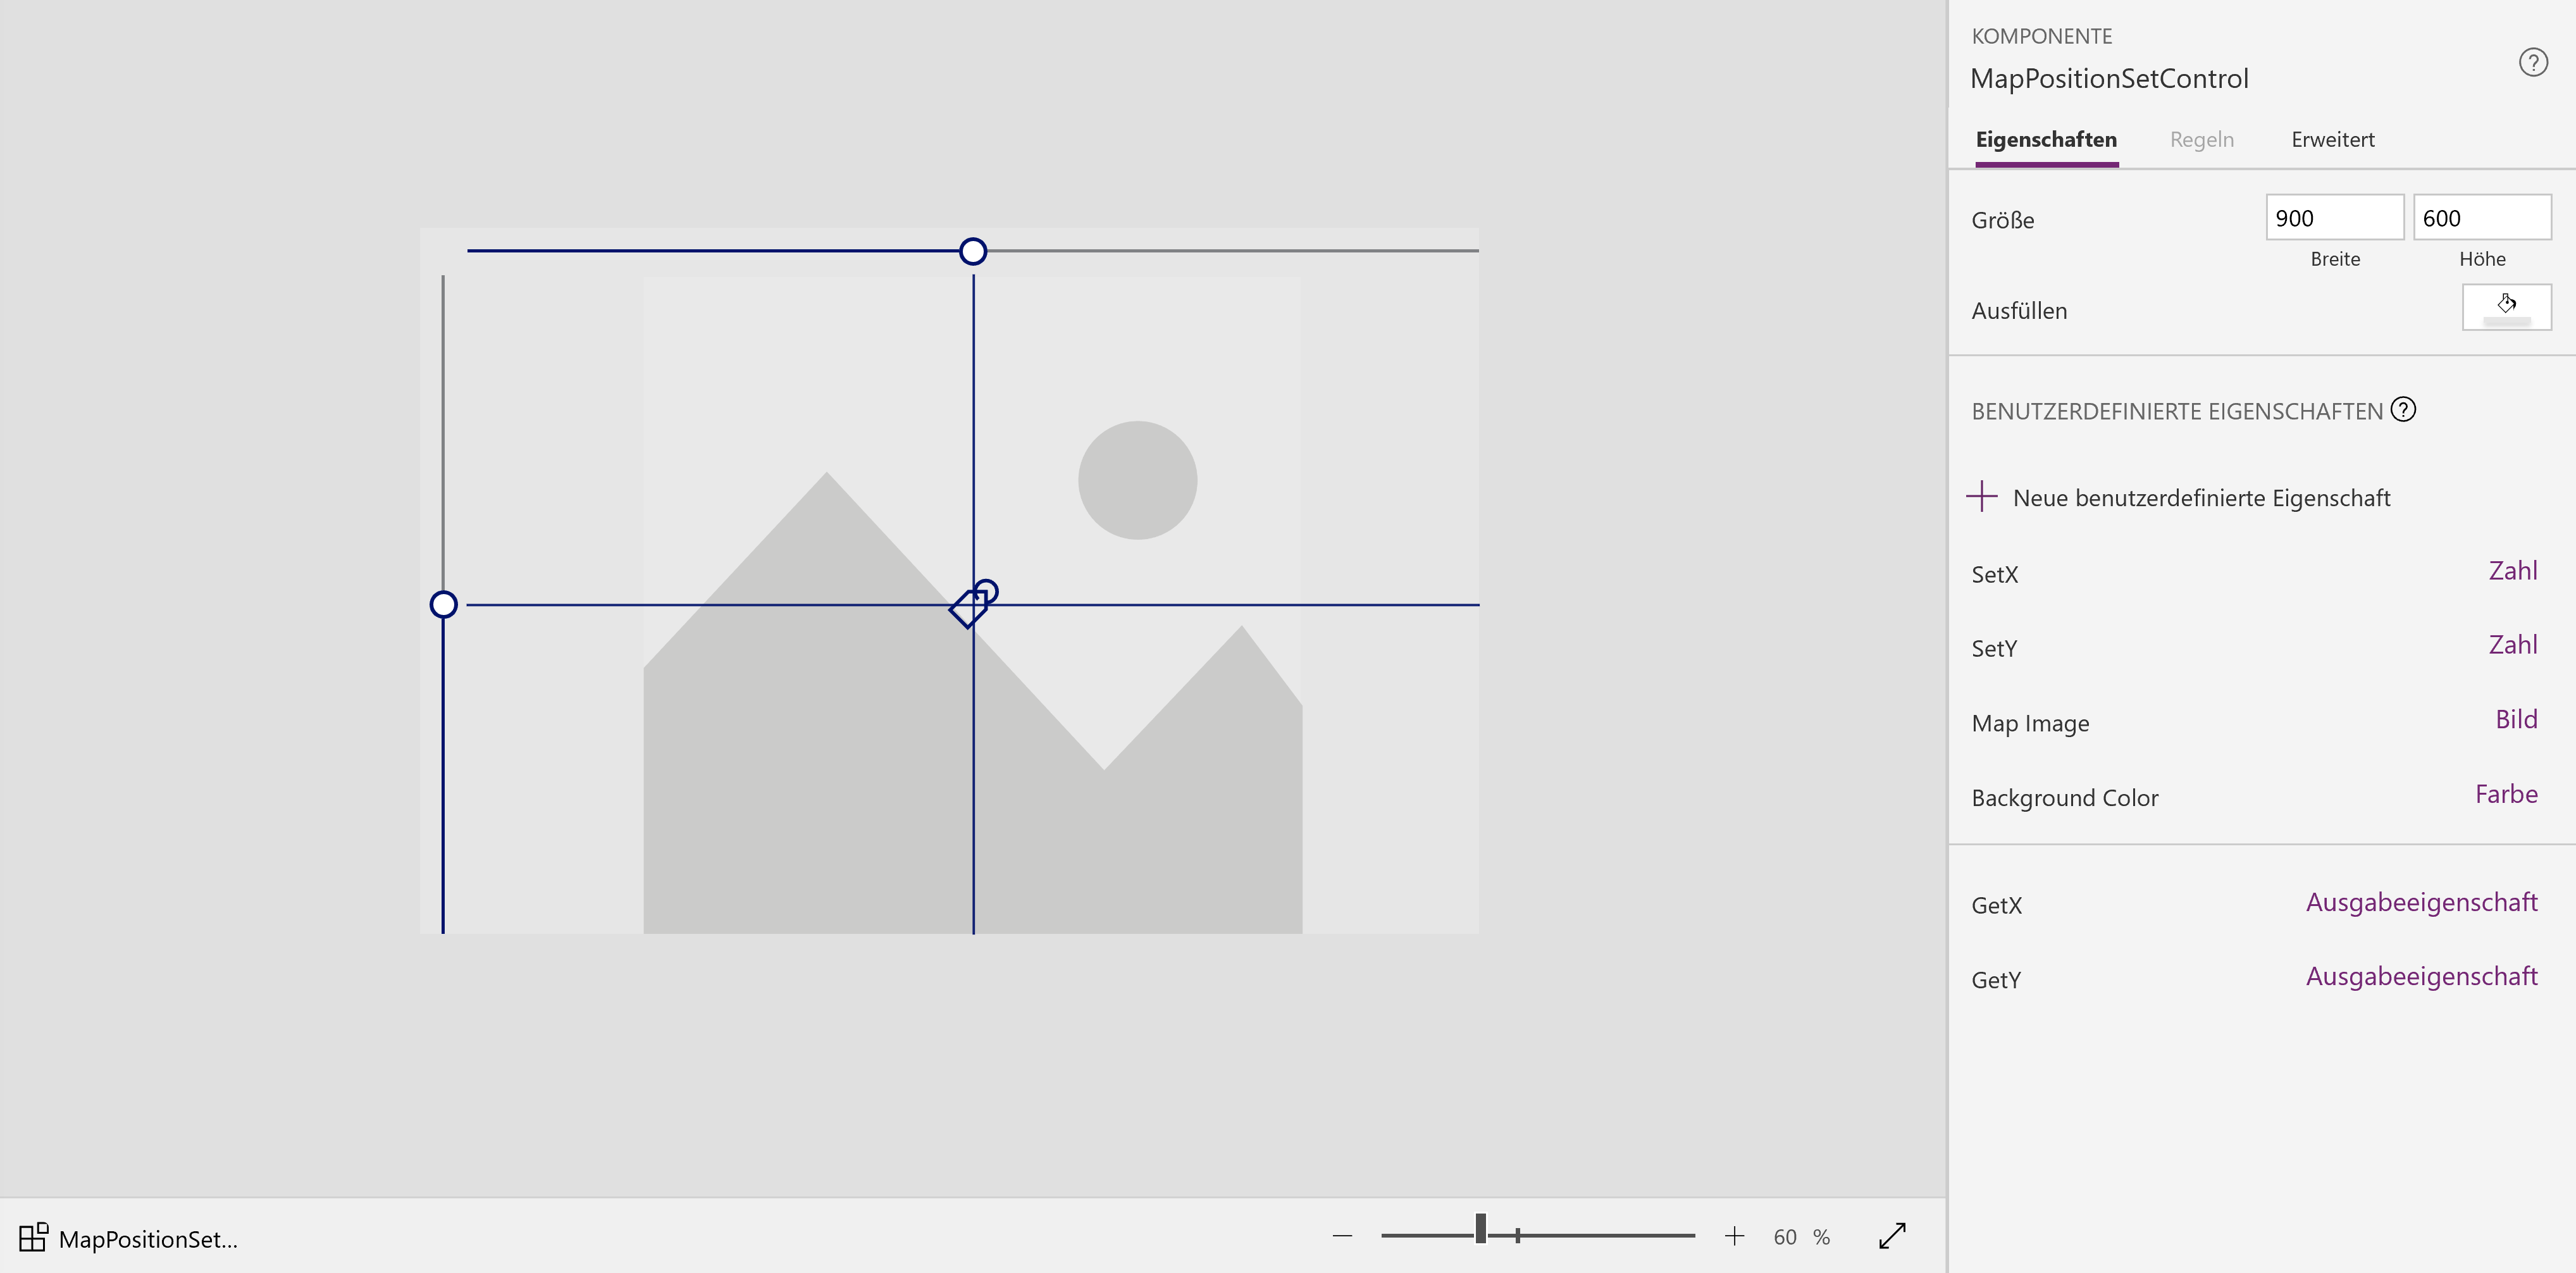 KOMPONENTE
MapPositionSetControl
Eigenschaften Regeln Erweitert
Größe 900 600
Breite Höhe
Ausfüllen
BENUTZERDEFINIERTE EIGENSCHAFTEN
Neue benutzerdefinierte Eigenschaft
SetX Zahl
SetY Zahl
Map Image Bild
Background Color Farbe
GetX Ausgabeeigenschaft
GetY Ausgabeeigenschaft
MapPositionSet... 60 %